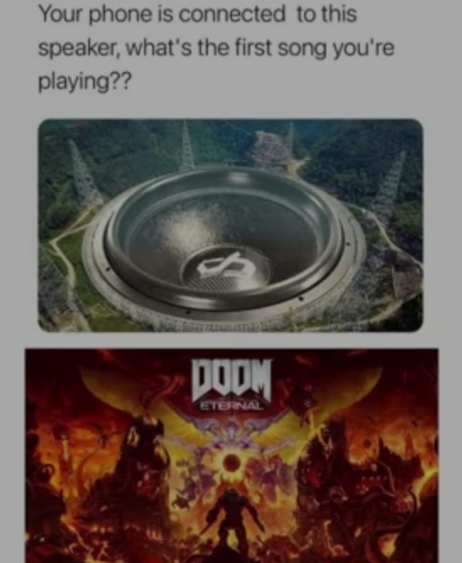 Your phone is connected to this
speaker, what's the first song you're
playing??
DOOM
ETERNAL